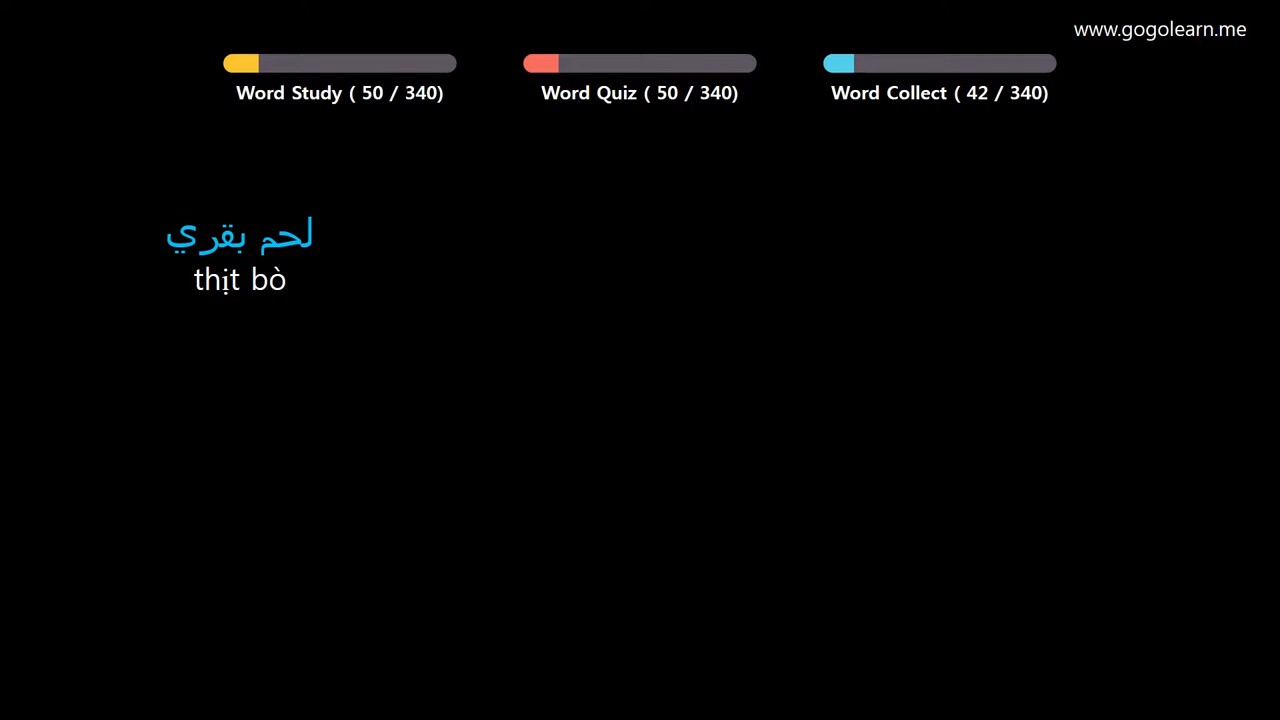 www.gogolearn.me
Word Study ( 50 / 340)
Word Quiz ( 50 / 340)
Word Collect ( 42 / 340)
لحم بقري
thịt bò